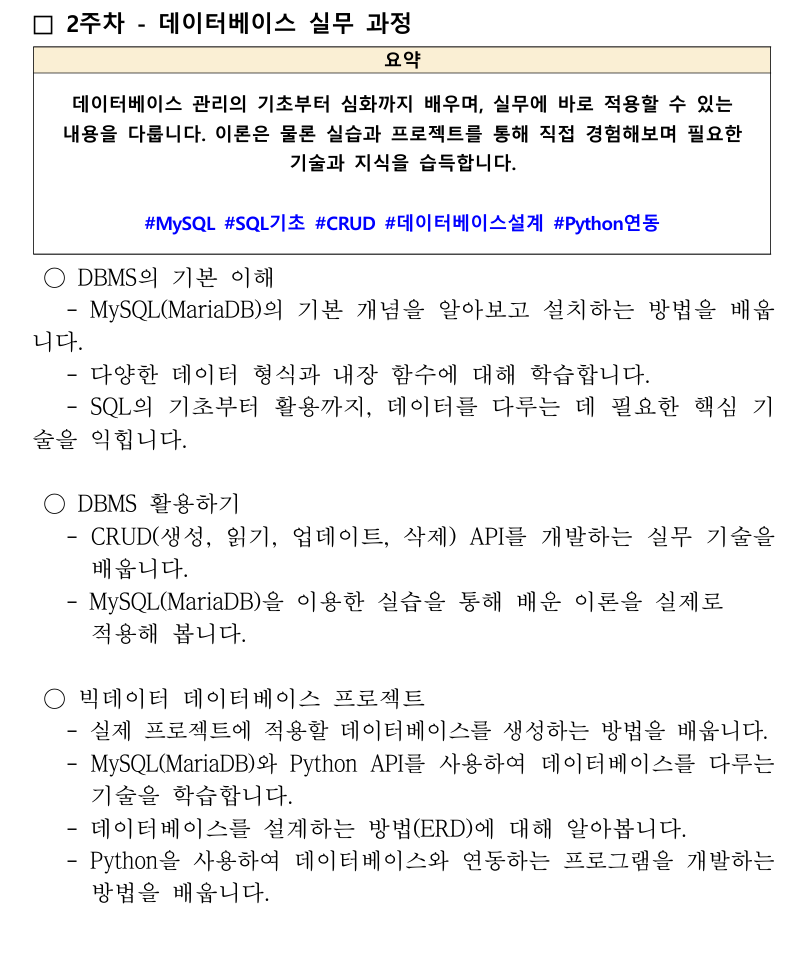 □ 2주차 - 데이터베이스 실무 과정
요약
데이터베이스 관리의 기초부터 심화까지 배우며, 실무에 바로 적용할 수 있는
내용을 다룹니다. 이론은 물론 실습과 프로젝트를 통해 직접 경험해보며 필요한
기술과 지식을 습득합니다.
#MySQL #SQL기초 #CRUD #데이터베이스설계 #Python연동
○ DBMS의 기본 이해
- MySQL(MariaDB)의 기본 개념을 알아보고 설치하는 방법을 배웁
니다.
- 다양한 데이터 형식과 내장 함수에 대해 학습합니다.
- SQL의 기초부터 활용까지, 데이터를 다루는 데 필요한 핵심 기
술을 익힙니다.
○ DBMS 활용하기
- CRUD(생성, 읽기, 업데이트, 삭제) API를 개발하는 실무 기술을
배웁니다.
- MySQL(MariaDB)을 이용한 실습을 통해 배운 이론을 실제로
적용해 봅니다.
○ 빅데이터 데이터베이스 프로젝트
- 실제 프로젝트에 적용할 데이터베이스를 생성하는 방법을 배웁니다.
- MySQL(MariaDB)와 Python API를 사용하여 데이터베이스를 다루는
기술을 학습합니다.
- 데이터베이스를 설계하는 방법(ERD)에 대해 알아봅니다.
- Python을 사용하여 데이터베이스와 연동하는 프로그램을 개발하는
방법을 배웁니다.